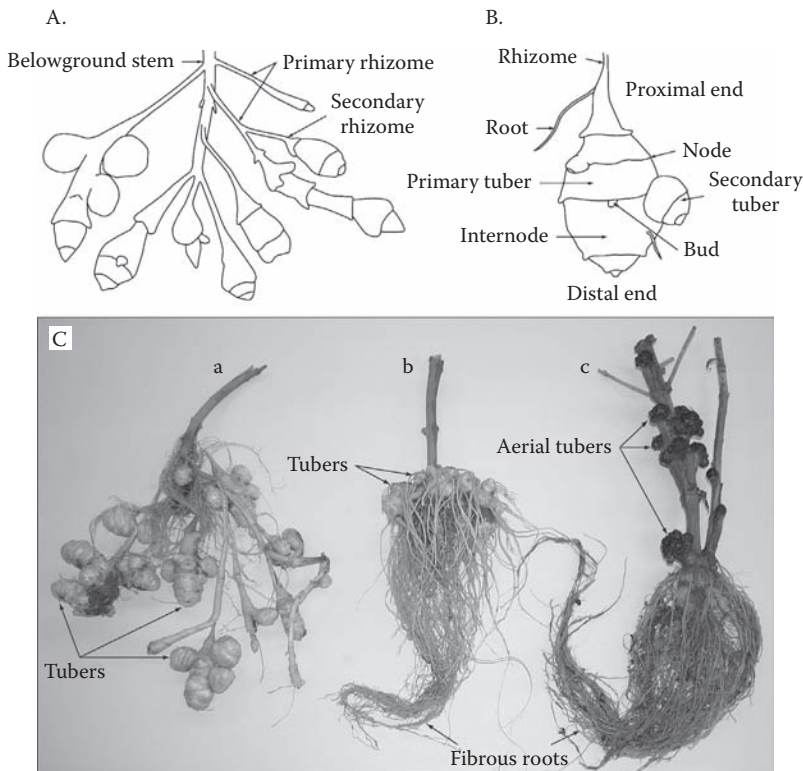 A.
Belowground stem
Primary rhizome
Secondary
rhizome
B.
Rhizome
Proximal end
Root
Node
Primary tuber
Secondary
tuber
Internode
Bud
Distal end
C
a
b
c
Tubers
Aerial tubers
Tubers
Fibrous roots